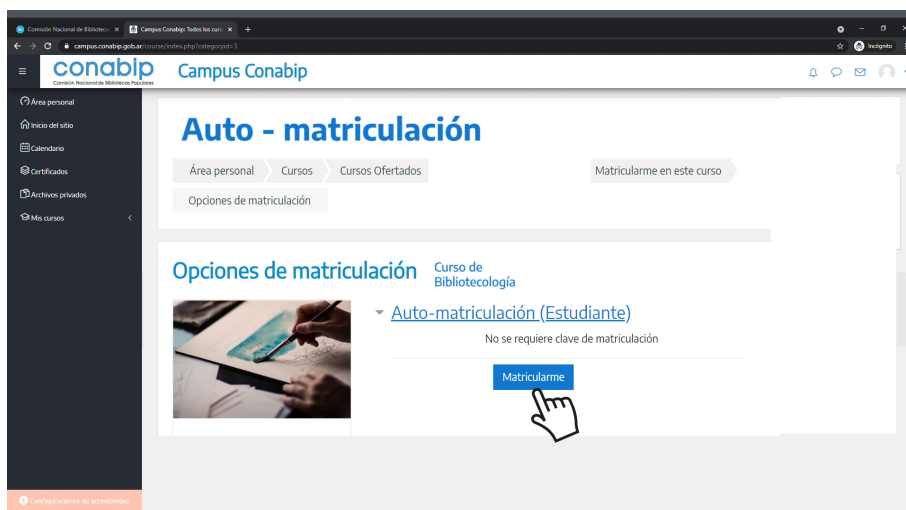 Comisión Nacional de Bibliotec
Campus Conabip: Todos los curs
campus.conabip.gob.ar/course/index.php?categoryid=3
Incógnito
conabip
Comisión Nacional de Bibliotecas Populares
Campus Conabip
Área personal
Inicio del sitio
Calendario
Certificados
Archivos privados
Mis cursos
Auto - matriculación
Área personal
Cursos
Cursos Ofertados
Matricularme en este curso
Opciones de matriculación
Opciones de matriculación
Curso de
Bibliotecología
Auto-matriculación (Estudiante)
No se requiere clave de matriculación
Matricularme
Configuraciones de accesibilidad